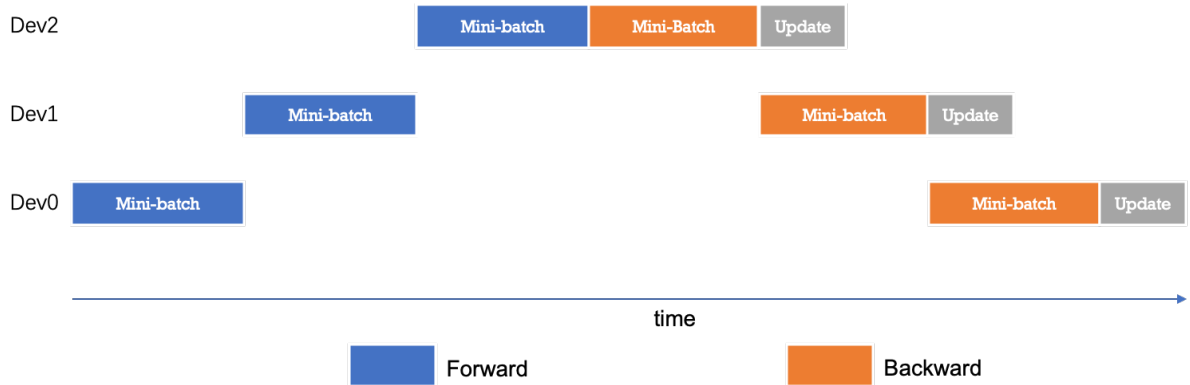 Dev2 Mini-batch Mini-Batch Update
Dev1 Mini-batch Mini-batch Update
Dev0 Mini-batch Mini-batch Update
time
Forward Backward